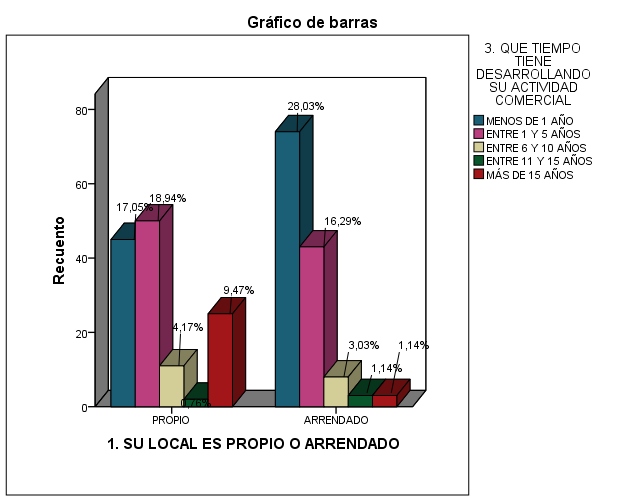 Gráfico de barras
3. QUE TIEMPO
TIENE
DESARROLLANDO
SU ACTIVIDAD
COMERCIAL
MENOS DE 1 AÑO
ENTRE 1 Y 5 AÑOS
ENTRE 6 Y 10 AÑOS
ENTRE 11 Y 15 AÑOS
MÁS DE 15 AÑOS
Recuento
80
60
40
20
0
17,05%
18,94%
4,17%
9,47%
28,03%
16,29%
3,03%
1,14%
1,14%
PROPIO
ARRENDADO
1. SU LOCAL ES PROPIO O ARRENDADO